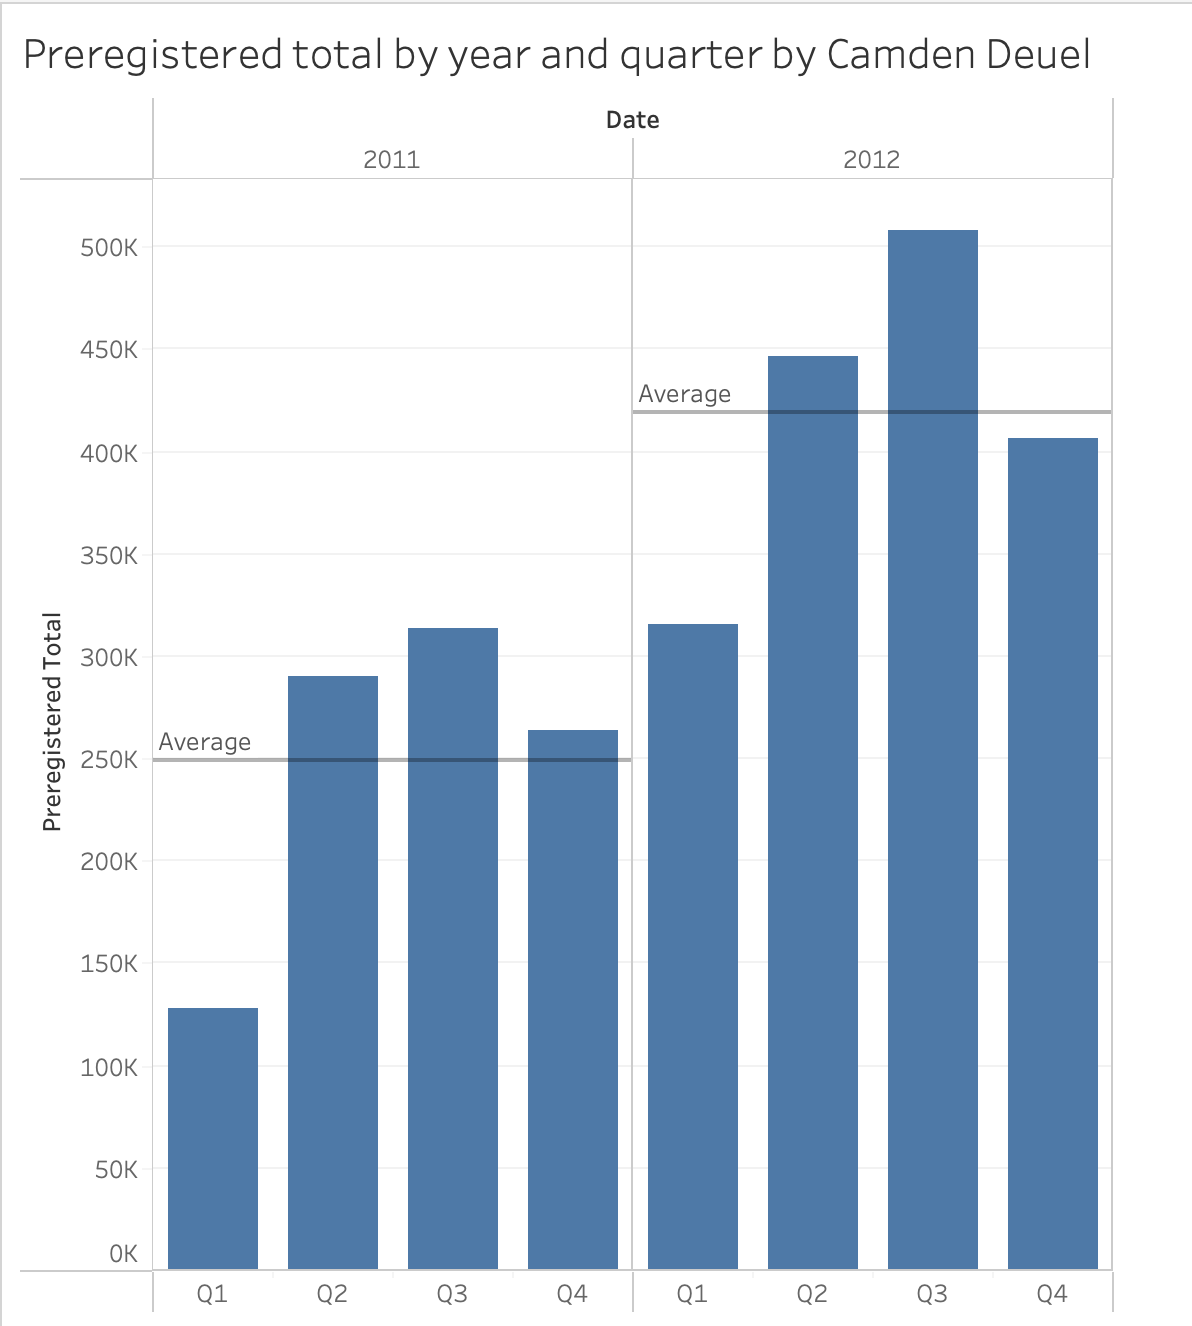 Preregistered total by year and quarter by Camden Deuel
Date
2011 2012
500K
450K
Average
400K
350K
300K
Average
250K
200K
150K
100K
50K
0K
Preregistered Total
Q1 Q2 Q3 Q4 Q1 Q2 Q3 Q4